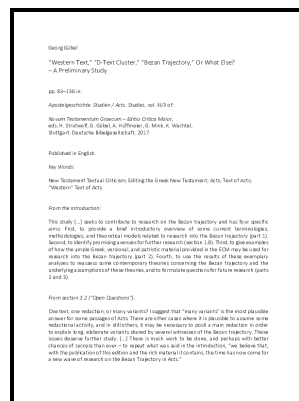 Georg Gäbel
"Western Text," "D-Text Cluster," "Bezan Trajectory," Or What Else?
– A Preliminary Study
pp. 83–136 in:
Apostelgeschichte. Studien / Acts. Studies, vol. III/3 of:
Novum Testamentum Graecum – Editio Critica Maior,
eds. H. Strutwolf, G. Gäbel, A. Hüffmeier, G. Mink, K. Wachtel,
Stuttgart: Deutsche Bibelgesellschaft, 2017
Published in English.
Key Words:
New Testament Textual Criticism; Editing the Greek New Testament; Acts; Text of Acts;
"Western" Text of Acts
From the Introduction:
This study [...] seeks to contribute to research on the Bezan trajectory and has four specific
aims. First, to provide a brief introductory overview of some current terminologies,
methodologies, and theoretical models related to research into the Bezan trajectory (part 1).
Second, to identify promising avenues for further research (section 1.8). Third, to give examples
of how the ample Greek, versional, and patristic material provided in the ECM may be used for
research into the Bezan trajectory (part 2). Fourth, to use the results of these exemplary
analyses to reassess some contemporary theories concerning the Bezan trajectory and the
underlying assumptions of these theories, and to formulate questions for future research (parts
2 and 3).
From section 3.2 ("Open Questions"):
One text, one redaction, or many variants? I suggest that "many variants" is the most plausible
answer for some passages of Acts. There are other cases where it is plausible to assume some
redactional activity, and in still others, it may be necessary to posit a main redaction in order
to explain long, elaborate variants shared by several witnesses of the Bezan trajectory. These
issues deserve further study. [...] There is much work to be done, and perhaps with better
chances of success than ever – to repeat what was said in the introduction, "we believe that,
with the publication of this edition and the rich material it contains, the time has now come for
a new wave of research on the Bezan Trajectory in Acts."